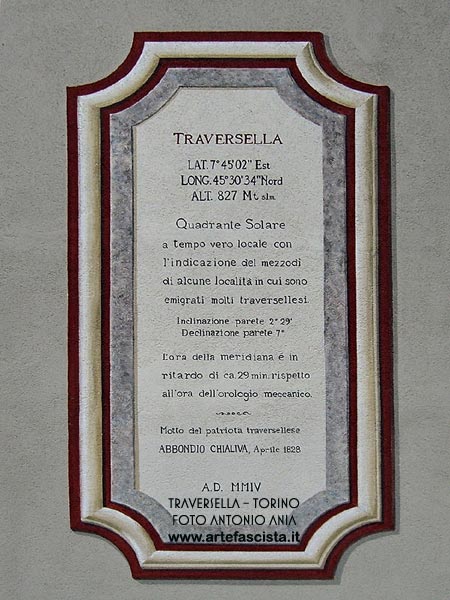 TRAVERSELLA
LAT. 7°45'02" Est
LONG. 45°30'34" Nord
ALT. 827 Mt slm.
Quadrante Solare
a tempo vero locale con
l'indicazione del mezzodì
di alcune località in cui sono
emigrati molti traversellesi.
Inclinazione parete 2° 29'
Declinazione parete 7°
L'ora della meridiana é in
ritardo di ca. 29 min. rispetto
all'ora dell'orologio meccanico.
Motto del patriota traversellese
ABBONDIO CHIALIVA, Aprile 1828
A.D. MMIV
TRAVERSELLA – TORINO
FOTO ANTONIO ANIÀ
www.artefascista.it